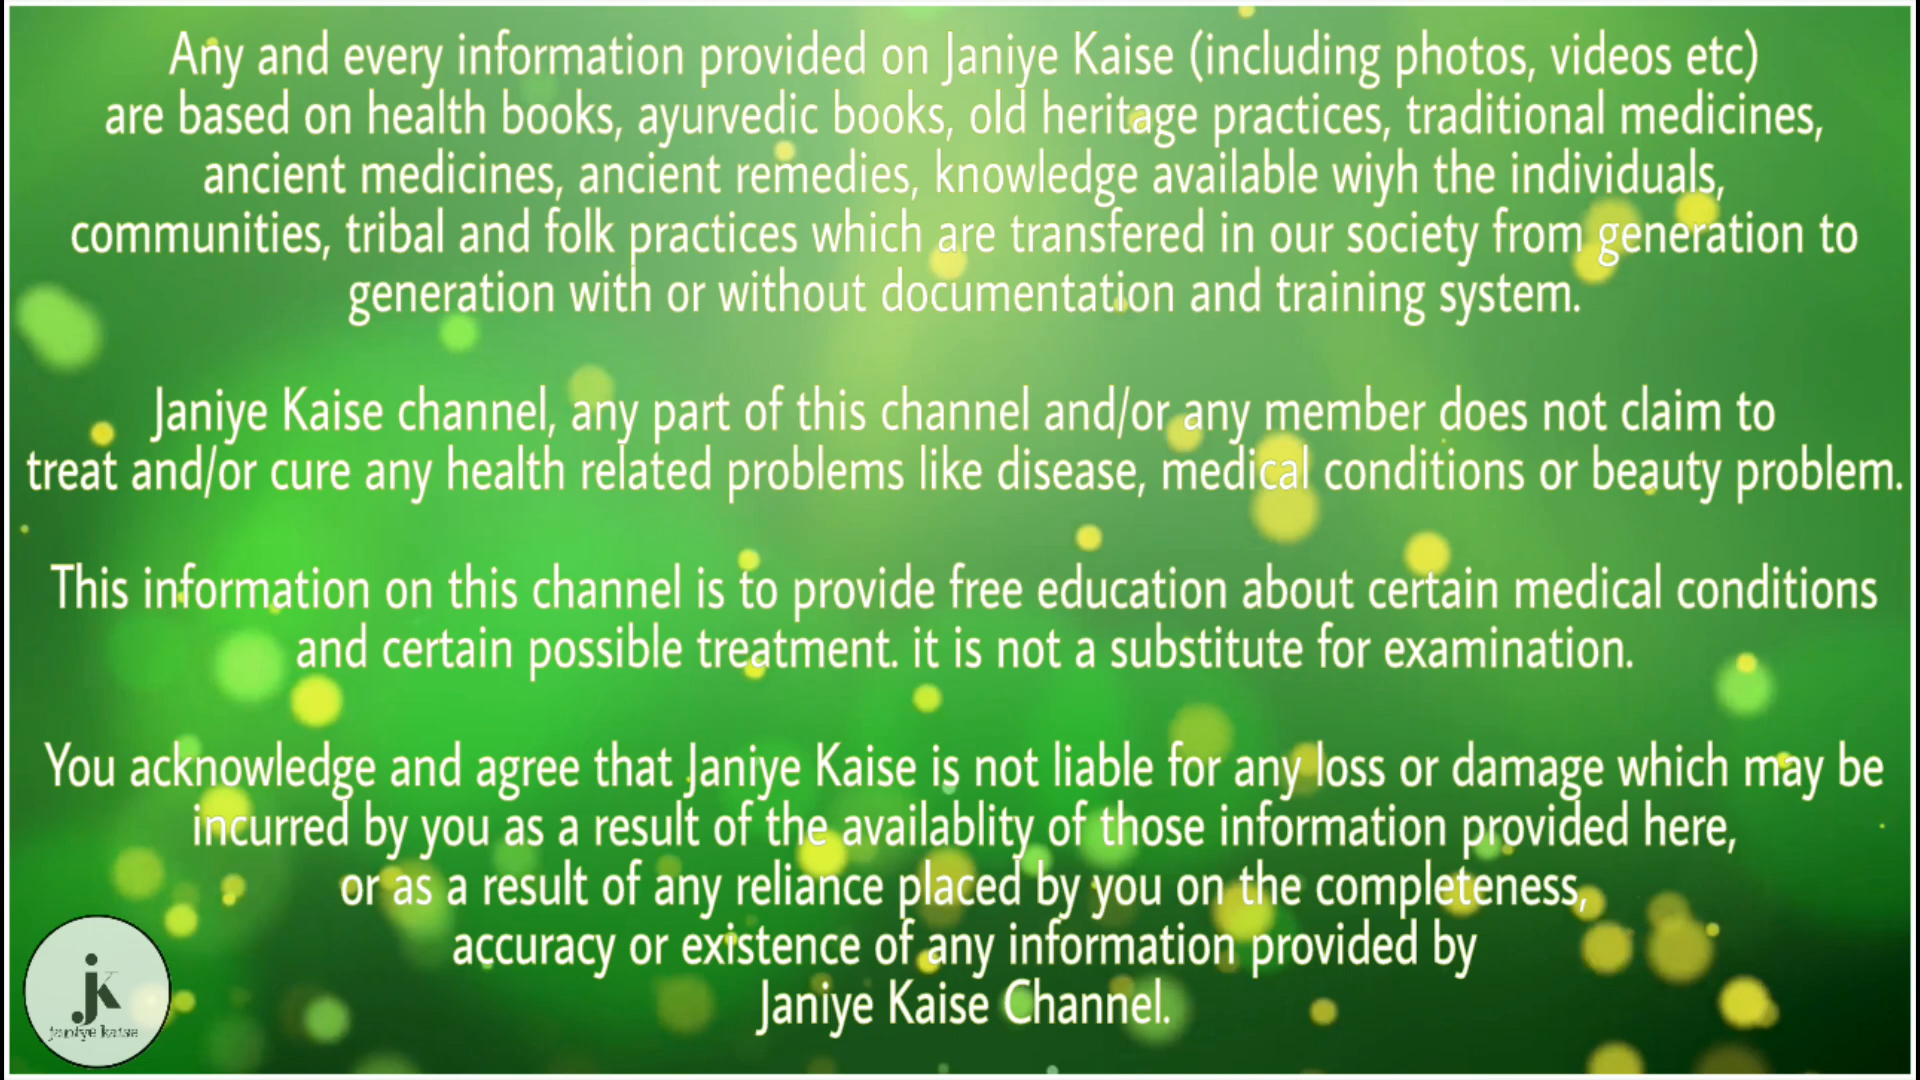 Any and every information provided on Janiye Kaise (including photos, videos etc)
are based on health books, ayurvedic books, old heritage practices, traditional medicines,
ancient medicines, ancient remedies, knowledge available wiyh the individuals,
communities, tribal and folk practices which are transfered in our society from generation to
generation with or without documentation and training system.
Janiye Kaise channel, any part of this channel and/or any member does not claim to
treat and/or cure any health related problems like disease, medical conditions or beauty problem.
This information on this channel is to provide free education about certain medical conditions
and certain possible treatment. it is not a substitute for examination.
You acknowledge and agree that Janiye Kaise is not liable for any loss or damage which may be
incurred by you as a result of the availablity of those information provided here,
or as a result of any reliance placed by you on the completeness,
accuracy or existence of any information provided by
Janiye Kaise Channel.
jk
janiye kaise